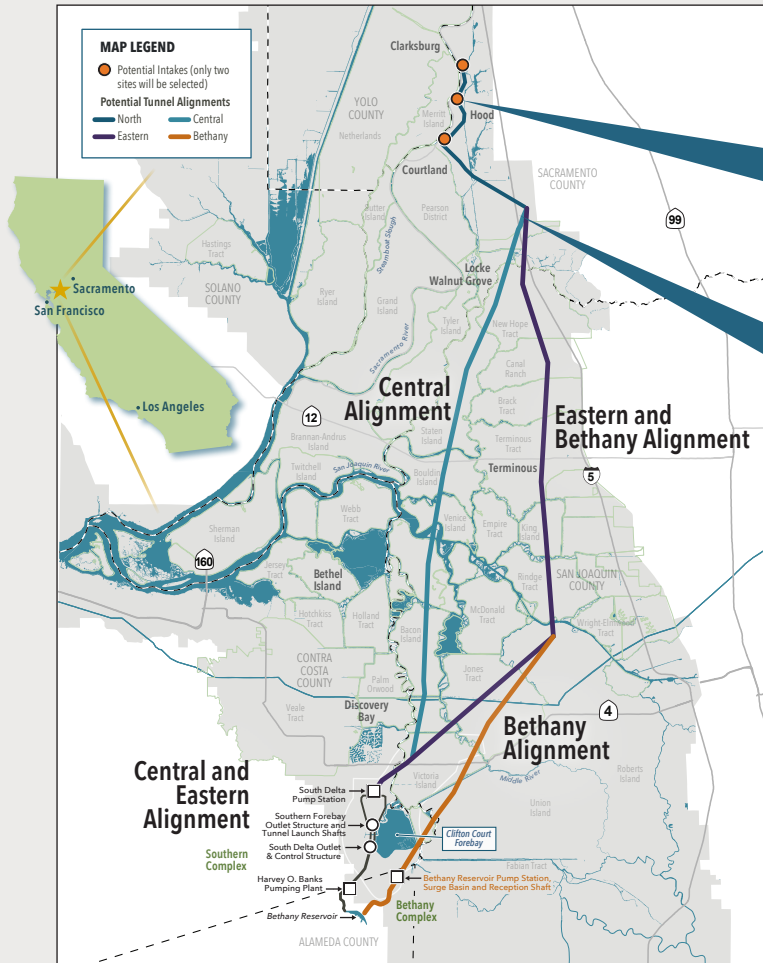 MAP LEGEND
Potential Intakes (only two
sites will be selected)
Potential Tunnel Alignments
North
Central
Eastern
Bethany
Clarksburg
YOLO
COUNTY
Merritt
Island
Hood
Netherlands
Courtland
SACRAMENTO
COUNTY
99
Sutter
Island
Pearson
District
Steamboat Slough
Hastings
Tract
Locke
Walnut Grove
SOLANO
COUNTY
Ryer
Island
Grand
Island
Tyler
Island
New Hope
Tract
Sacramento River
Canal
Ranch
Sacramento
San Francisco
Los Angeles
Central
Alignment
Brack
Tract
Eastern and
Bethany Alignment
12
Brannan-Andrus
Island
Staten
Island
Terminous
Tract
Terminous
5
Twitchell
Island
San Joaquin River
Bouldin
Island
Webb
Tract
Venice
Island
Empire
Tract
King
Island
Sherman
Island
160
Jersey
Tract
Bethel
Island
Rindge
Tract
SAN JOAQUIN
COUNTY
Hotchkiss
Tract
Holland
Tract
Bacon
Island
McDonald
Tract
Wright-Elmwood
Tract
CONTRA
COSTA
COUNTY
Palm
Orwood
Jones
Tract
Veale
Tract
Discovery
Bay
4
Bethany
Alignment
Central and
Eastern
Alignment
Victoria
Island
Middle River
Roberts
Island
Union
Island
South Delta
Pump Station
Southern Forebay
Outlet Structure and
Tunnel Launch Shafts
Clifton Court
Forebay
South Delta Outlet
& Control Structure
Southern
Complex
Fabian Tract
Harvey O. Banks
Pumping Plant
Bethany Reservoir Pump Station,
Surge Basin and Reception Shaft
Bethany
Complex
Bethany Reservoir
ALAMEDA COUNTY